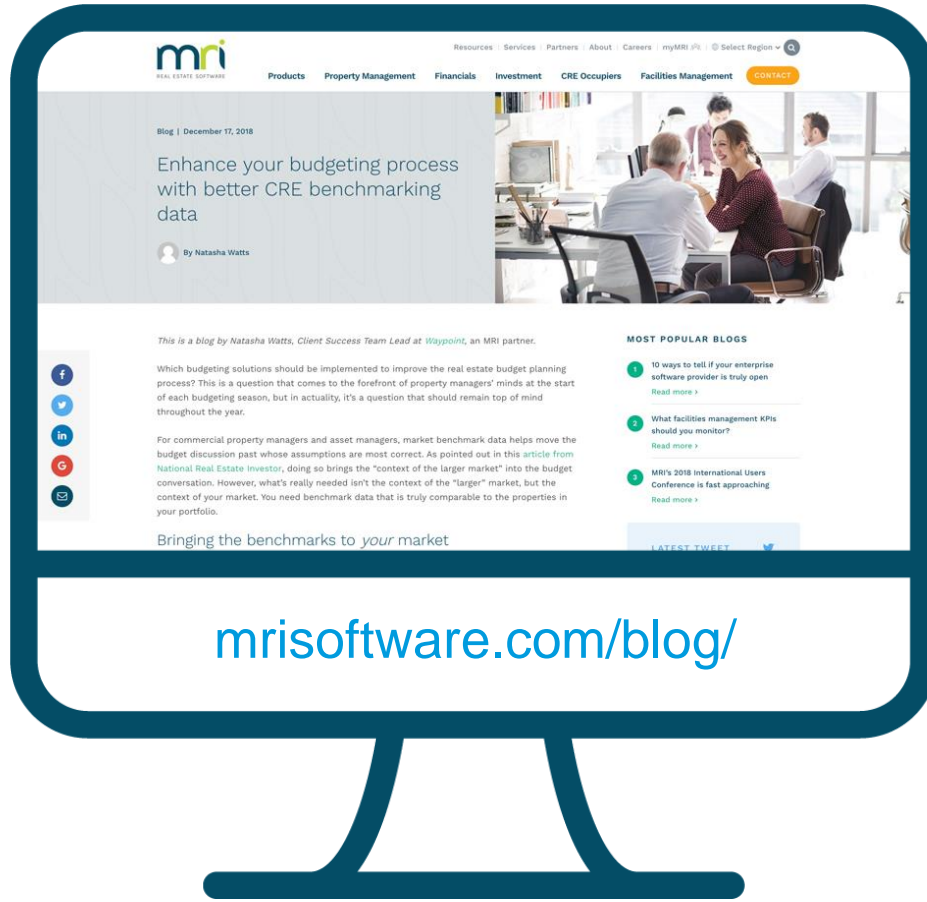 mri
REAL ESTATE SOFTWARE
Resources | Services | Partners | About | Careers | myMRI | Select Region
Products Property Management Financials Investment CRE Occupiers Facilities Management CONTACT
Blog | December 17, 2018
Enhance your budgeting process
with better CRE benchmarking
data
By Natasha Watts
This is a blog by Natasha Watts, Client Success Team Lead at Waypoint, an MRI partner.
Which budgeting solutions should be implemented to improve the real estate budget planning
process? This is a question that comes to the forefront of property managers' minds at the start
of each budgeting season, but in actuality, it's a question that should remain top of mind
throughout the year.
For commercial property managers and asset managers, market benchmark data helps move the
budget discussion past whose assumptions are most correct. As pointed out in this article from
National Real Estate Investor, doing so brings the “context of the larger market” into the budget
conversation. However, what's really needed isn't the context of the “larger” market, but the
context of your market. You need benchmark data that is truly comparable to the properties in
your portfolio.
Bringing the benchmarks to your market
f
in
G
MOST POPULAR BLOGS
1 10 ways to tell if your enterprise
software provider is truly open
Read more ›
2 What facilities management KPIs
should you monitor?
Read more ›
3 MRI's 2018 International Users
Conference is fast approaching
Read more ›
LATEST TWEET
mrisoftware.com/blog/